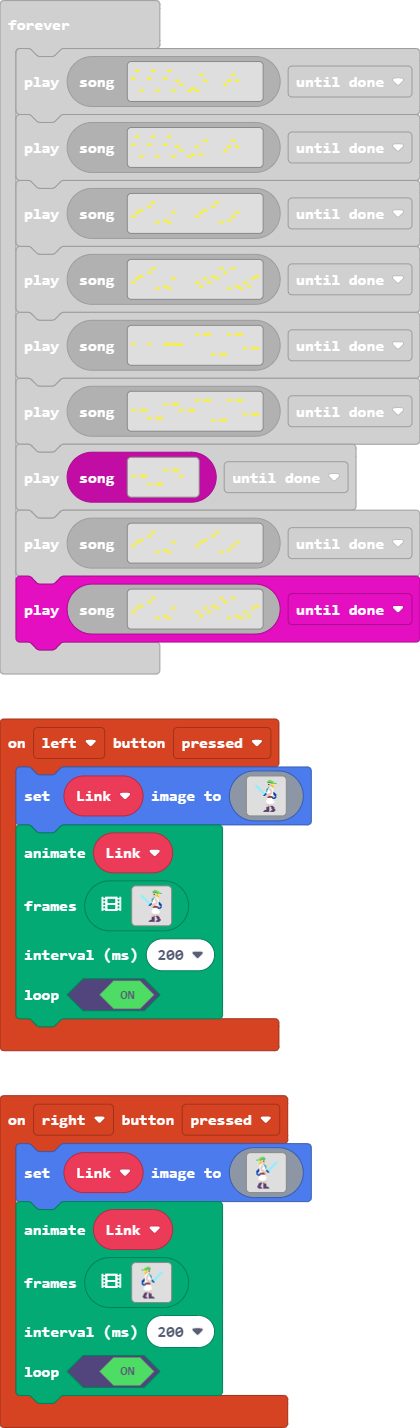 forever
play song until done
play song until done
play song until done
play song until done
play song until done
play song until done
play song until done
play song until done
play song until done
on left button pressed
set Link image to
animate Link
frames
interval (ms) 200
loop ON
on right button pressed
set Link image to
animate Link
frames
interval (ms) 200
loop ON